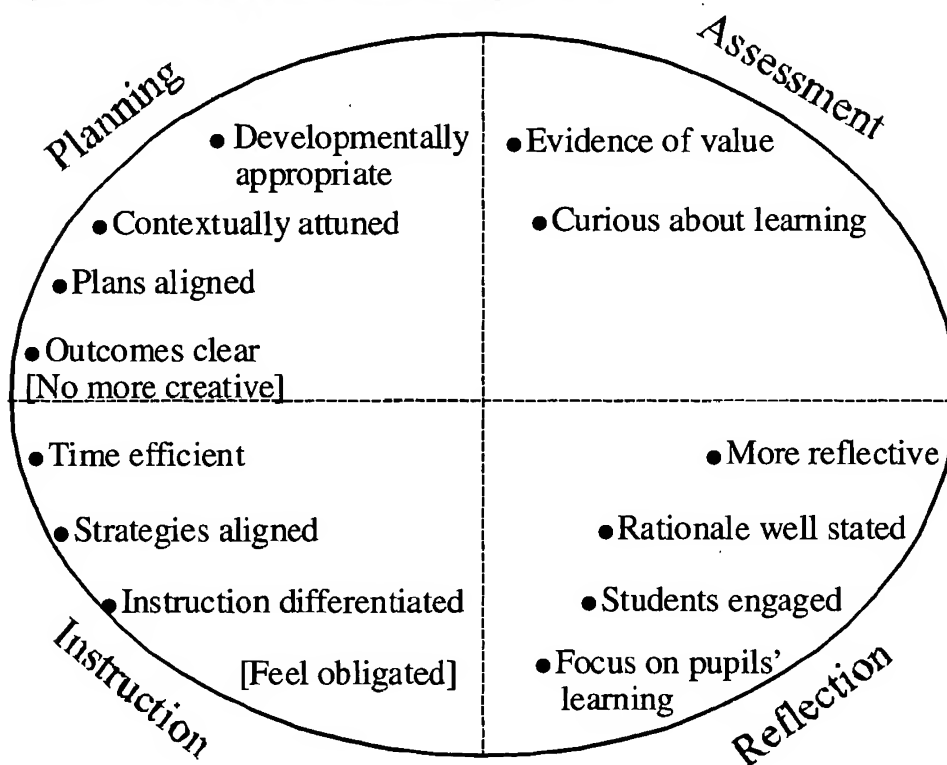 Planning
• Developmentally
appropriate
• Contextually attuned
• Plans aligned
• Outcomes clear
[No more creative]
Assessment
• Evidence of value
• Curious about learning
• Time efficient
• Strategies aligned
• Instruction differentiated
[Feel obligated]
Instruction
• More reflective
• Rationale well stated
• Students engaged
• Focus on pupils'
learning
Reflection